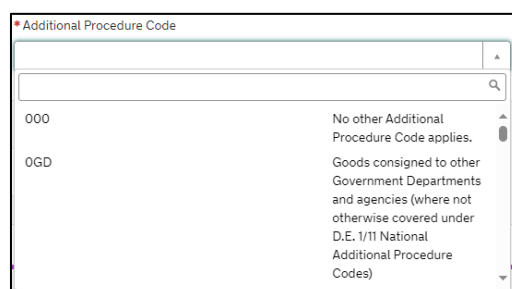 * Additional Procedure Code
000
No other Additional
Procedure Code applies.
0GD
Goods consigned to other
Government Departments
and agencies (where not
otherwise covered under
D.E. 1/11 National
Additional Procedure
Codes)